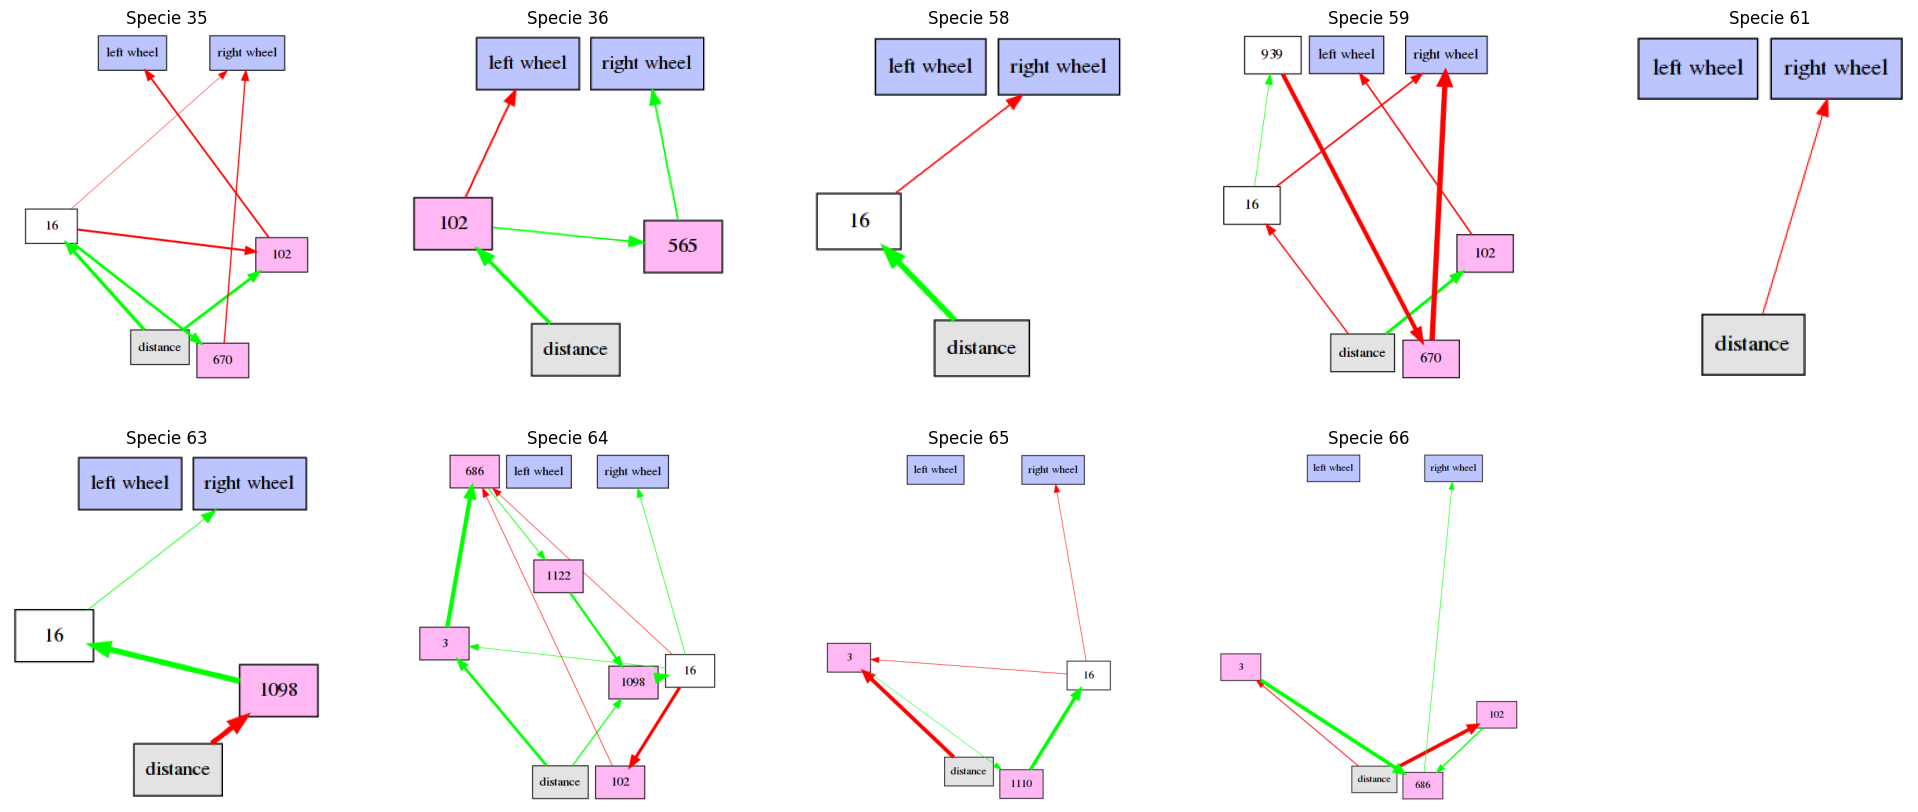 Specie 35
left wheel
right wheel
16
102
distance
670
Specie 36
left wheel
right wheel
102
565
distance
Specie 58
left wheel
right wheel
16
distance
Specie 59
939
left wheel
right wheel
16
102
distance
670
Specie 61
left wheel
right wheel
distance
Specie 63
left wheel
right wheel
16
1098
distance
Specie 64
686
left wheel
right wheel
1122
3
16
1098
distance
102
Specie 65
left wheel
right wheel
3
16
distance
1110
Specie 66
left wheel
right wheel
3
102
distance
686